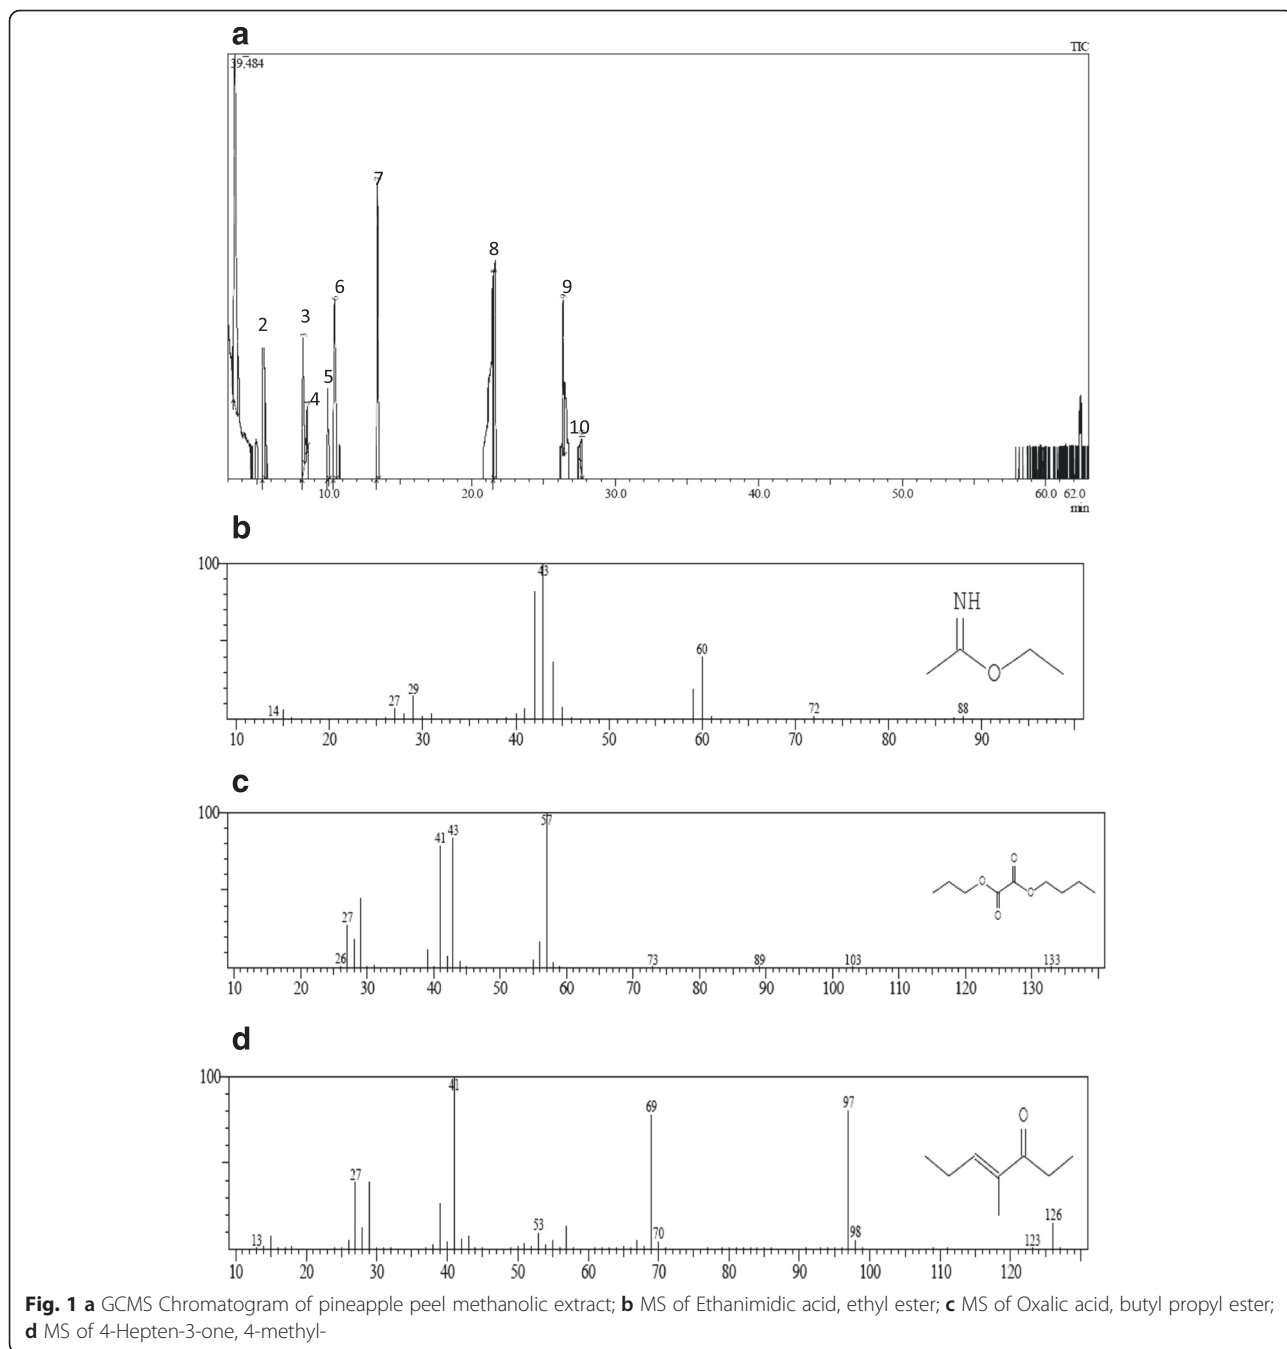 a
TIC
39,484
7
8
6
9
2
3
5
4
10
10.0 20.0 30.0 40.0 50.0 60.0 62.0
min
b
100
43
NH
60
O
29
27
14
72
88
10 20 30 40 50 60 70 80 90
c
100
57
43
41
O
O
O
O
27
26
73
89
103
133
10 20 30 40 50 60 70 80 90 100 110 120 130
d
100
41
97
69
O
27
126
53
70
98
13
123
10 20 30 40 50 60 70 80 90 100 110 120
Fig. 1 a GCMS Chromatogram of pineapple peel methanolic extract; b MS of Ethanimidic acid, ethyl ester; c MS of Oxalic acid, butyl propyl ester;
d MS of 4-Hepten-3-one, 4-methyl-